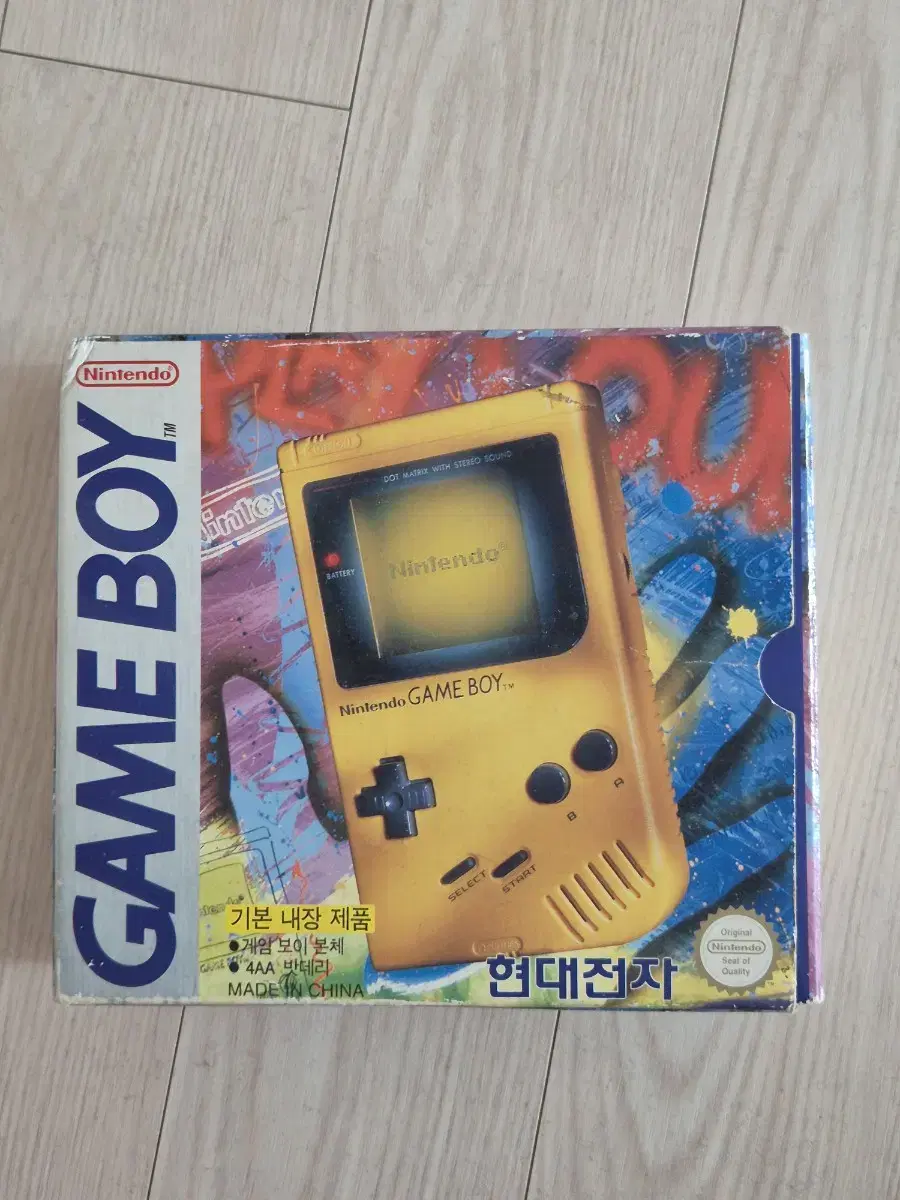 Nintendo®
GAME BOY™
DOT MATRIX WITH STEREO SOUND
BATTERY
Nintendo®
Nintendo GAME BOY™
B
A
SELECT
START
기본 내장 제품
●게임 보이 본체
● 4AA 밧데리
MADE IN CHINA
현대전자
Original
Nintendo
Seal of
Quality